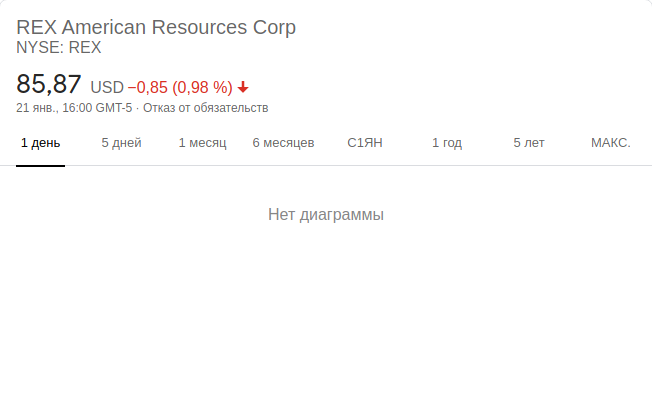 REX American Resources Corp
NYSE: REX
85,87 USD −0,85 (0,98 %)
21 янв., 16:00 GMT-5 · Отказ от обязательств
1 день 5 дней 1 месяц 6 месяцев С1ЯН 1 год 5 лет МАКС.
Нет диаграммы